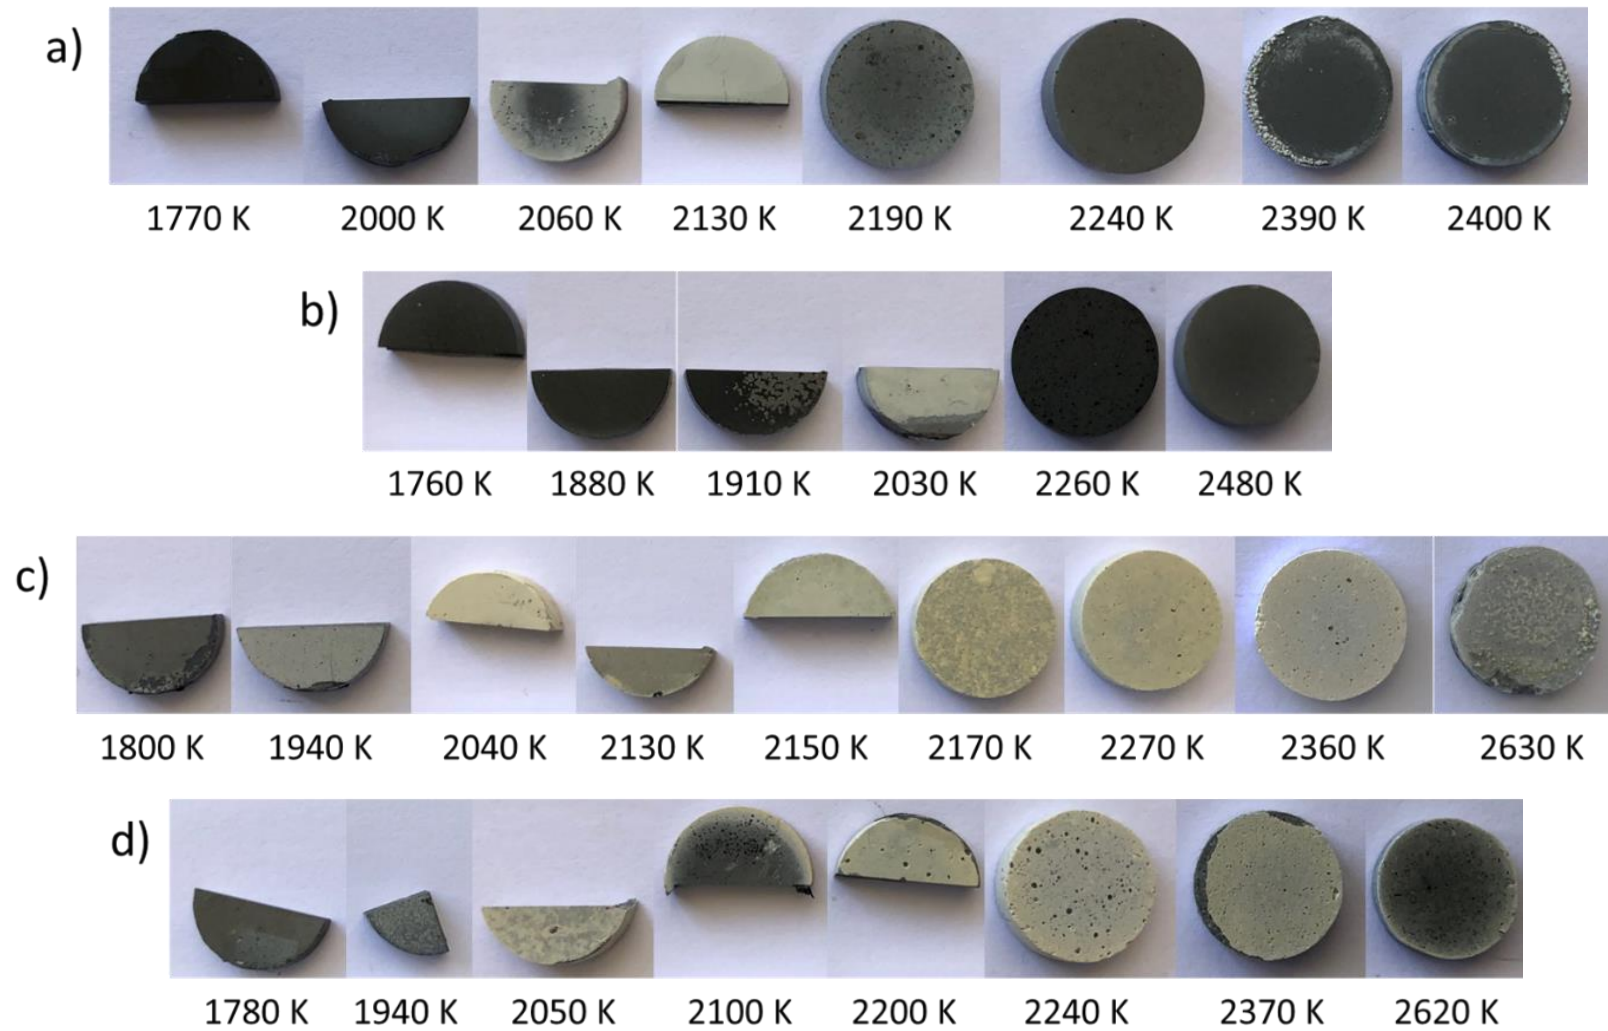 a)
1770 K 2000 K 2060 K 2130 K 2190 K 2240 K 2390 K 2400 K
b)
1760 K 1880 K 1910 K 2030 K 2260 K 2480 K
c)
1800 K 1940 K 2040 K 2130 K 2150 K 2170 K 2270 K 2360 K 2630 K
d)
1780 K 1940 K 2050 K 2100 K 2200 K 2240 K 2370 K 2620 K